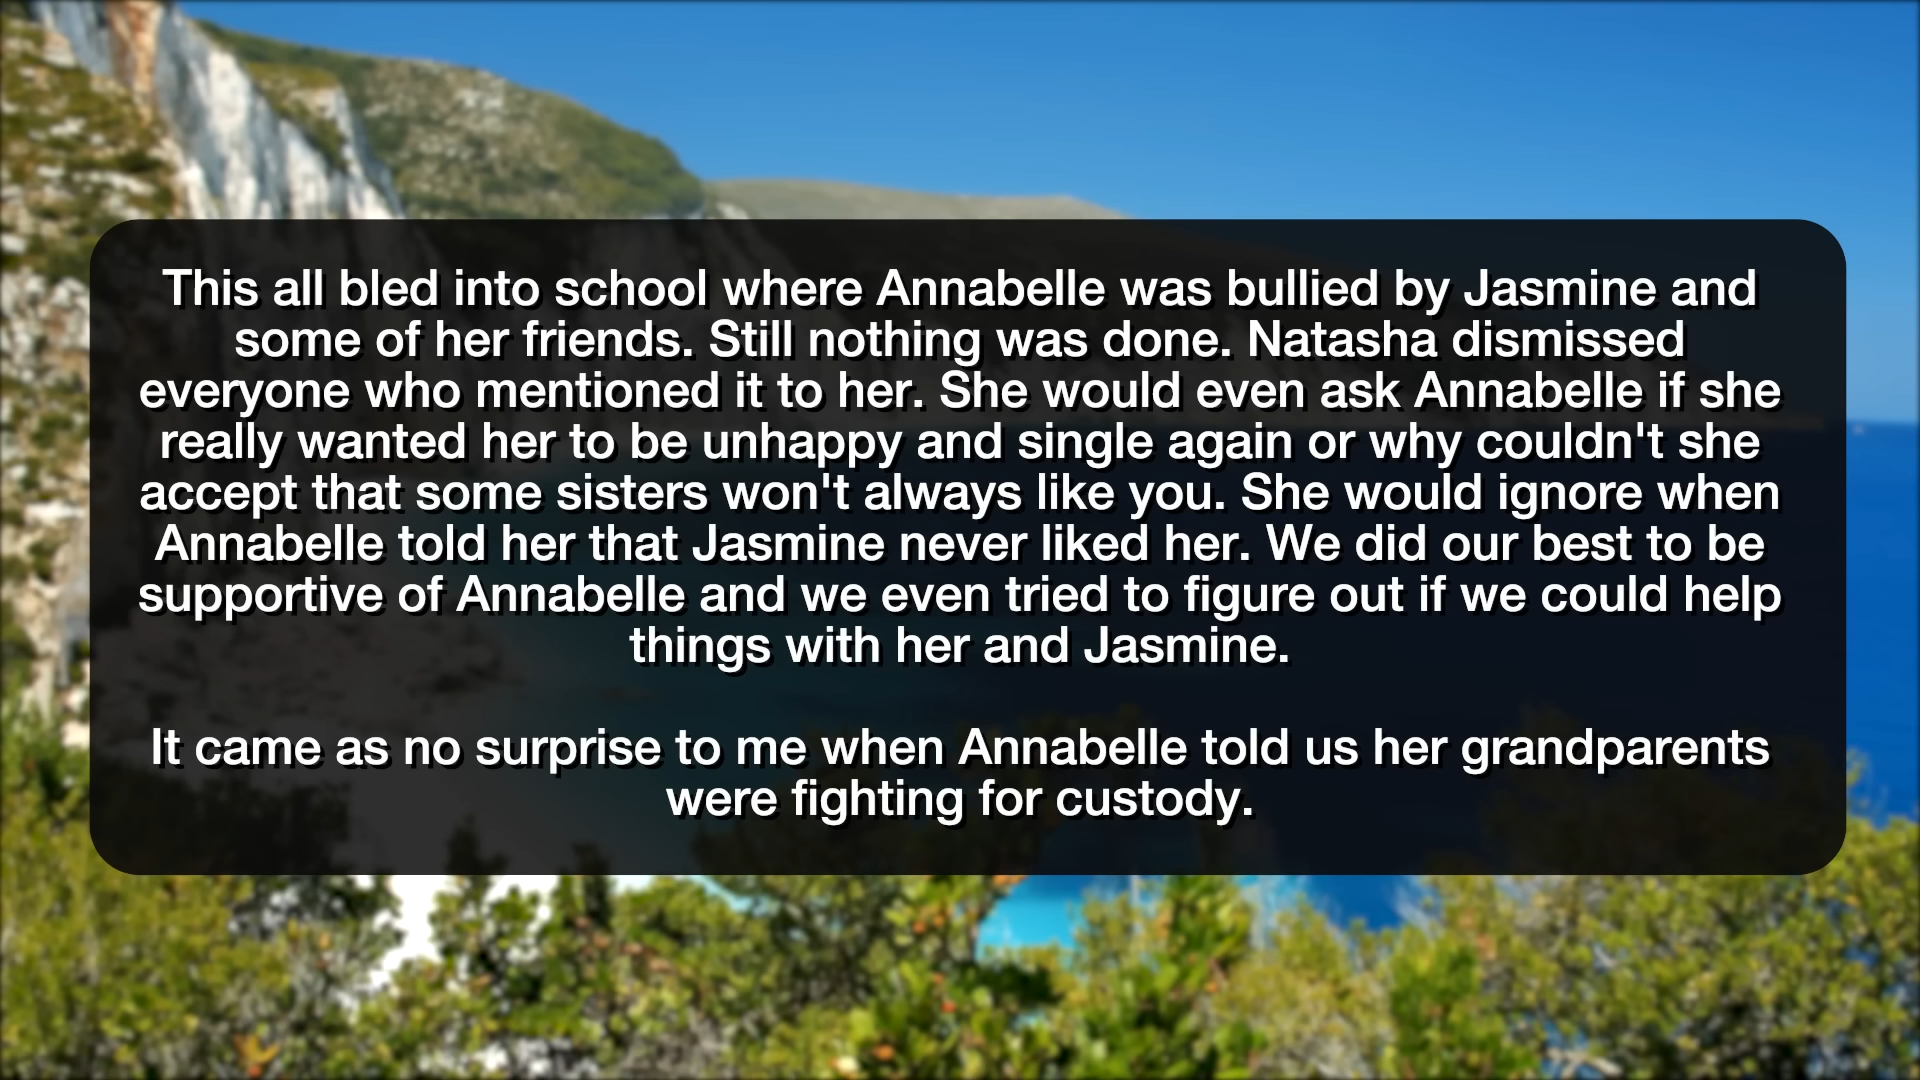 This all bled into school where Annabelle was bullied by Jasmine and
some of her friends. Still nothing was done. Natasha dismissed
everyone who mentioned it to her. She would even ask Annabelle if she
really wanted her to be unhappy and single again or why couldn't she
accept that some sisters won't always like you. She would ignore when
Annabelle told her that Jasmine never liked her. We did our best to be
supportive of Annabelle and we even tried to figure out if we could help
things with her and Jasmine.
It came as no surprise to me when Annabelle told us her grandparents
were fighting for custody.